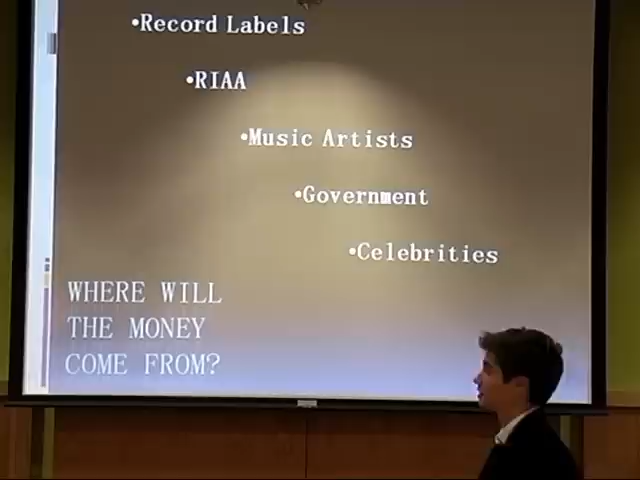 •Record Labels
•RIAA
•Music Artists
•Government
•Celebrities
WHERE WILL
THE MONEY
COME FROM?